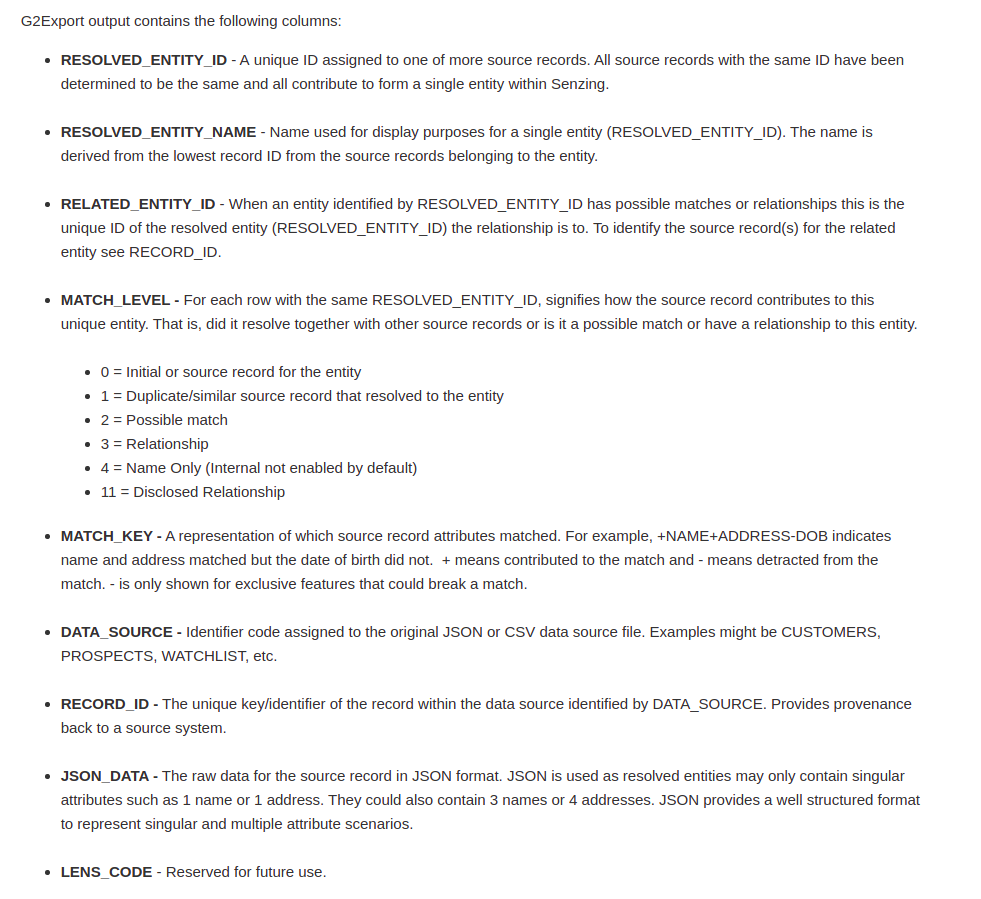 G2Export output contains the following columns:
• RESOLVED_ENTITY_ID - A unique ID assigned to one of more source records. All source records with the same ID have been
determined to be the same and all contribute to form a single entity within Senzing.
• RESOLVED_ENTITY_NAME - Name used for display purposes for a single entity (RESOLVED_ENTITY_ID). The name is
derived from the lowest record ID from the source records belonging to the entity.
• RELATED_ENTITY_ID - When an entity identified by RESOLVED_ENTITY_ID has possible matches or relationships this is the
unique ID of the resolved entity (RESOLVED_ENTITY_ID) the relationship is to. To identify the source record(s) for the related
entity see RECORD_ID.
• MATCH_LEVEL - For each row with the same RESOLVED_ENTITY_ID, signifies how the source record contributes to this
unique entity. That is, did it resolve together with other source records or is it a possible match or have a relationship to this entity.
• 0 = Initial or source record for the entity
• 1 = Duplicate/similar source record that resolved to the entity
• 2 = Possible match
• 3 = Relationship
• 4 = Name Only (Internal not enabled by default)
• 11 = Disclosed Relationship
• MATCH_KEY - A representation of which source record attributes matched. For example, +NAME+ADDRESS-DOB indicates
name and address matched but the date of birth did not.  + means contributed to the match and - means detracted from the
match. - is only shown for exclusive features that could break a match.
• DATA_SOURCE - Identifier code assigned to the original JSON or CSV data source file. Examples might be CUSTOMERS,
PROSPECTS, WATCHLIST, etc.
• RECORD_ID - The unique key/identifier of the record within the data source identified by DATA_SOURCE. Provides provenance
back to a source system.
• JSON_DATA - The raw data for the source record in JSON format. JSON is used as resolved entities may only contain singular
attributes such as 1 name or 1 address. They could also contain 3 names or 4 addresses. JSON provides a well structured format
to represent singular and multiple attribute scenarios.
• LENS_CODE - Reserved for future use.